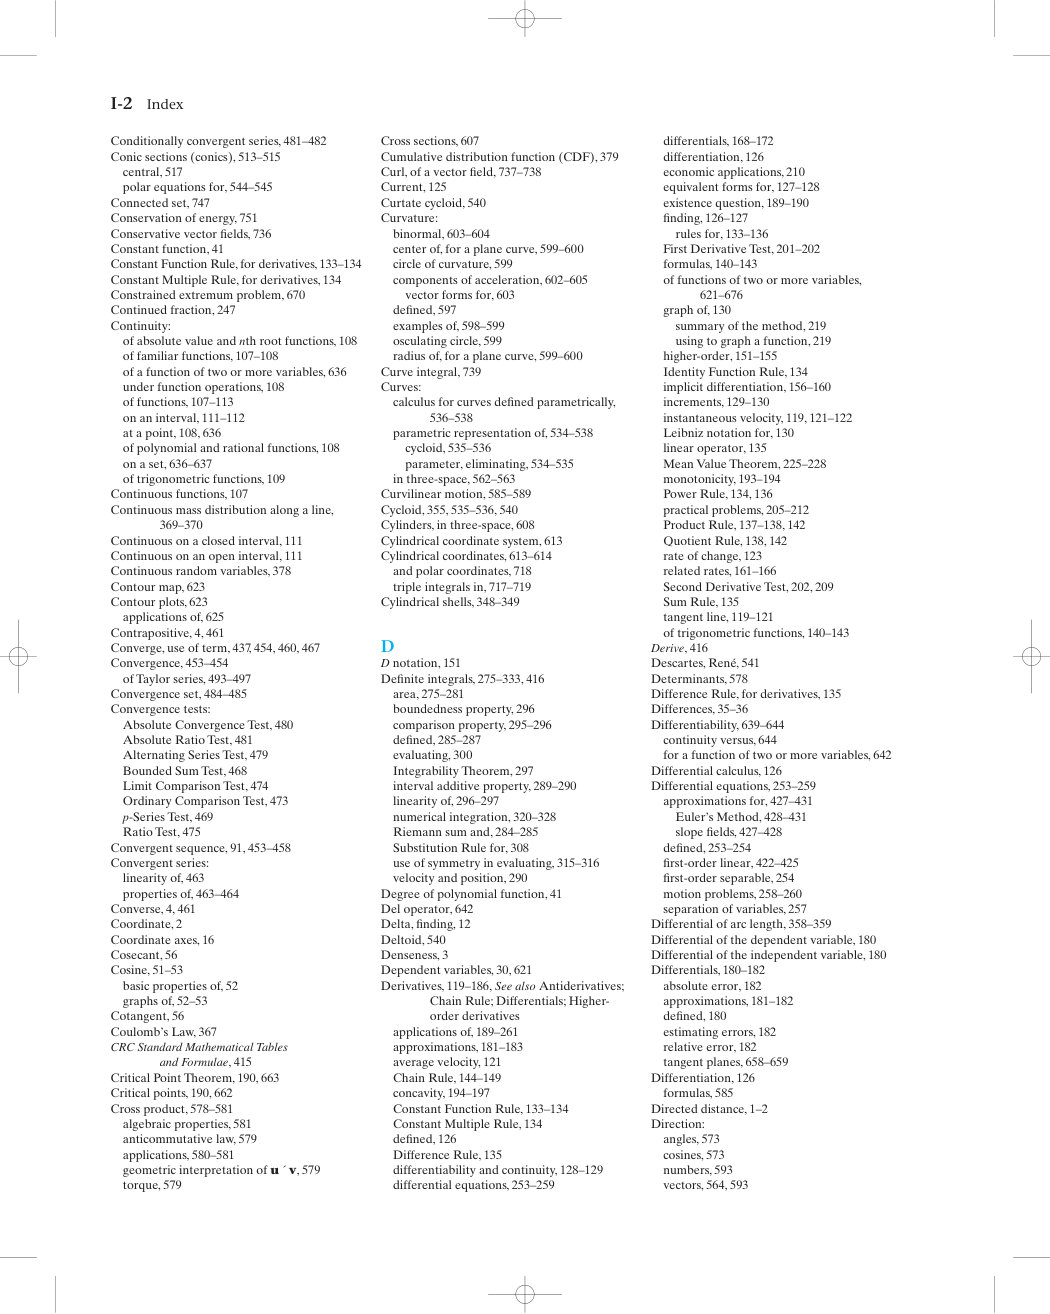 I-2 Index
Conditionally convergent series, 481–482
Conic sections (conics), 513–515
central, 517
polar equations for, 544–545
Connected set, 747
Conservation of energy, 751
Conservative vector fields, 736
Constant function, 41
Constant Function Rule, for derivatives, 133–134
Constant Multiple Rule, for derivatives, 134
Constrained extremum problem, 670
Continued fraction, 247
Continuity:
of absolute value and nth root functions, 108
of familiar functions, 107–108
of a function of two or more variables, 636
under function operations, 108
of functions, 107–113
on an interval, 111–112
at a point, 108, 636
of polynomial and rational functions, 108
on a set, 636–637
of trigonometric functions, 109
Continuous functions, 107
Continuous mass distribution along a line,
369–370
Continuous on a closed interval, 111
Continuous on an open interval, 111
Continuous random variables, 378
Contour map, 623
Contour plots, 623
applications of, 625
Contrapositive, 4, 461
Converge, use of term, 437, 454, 460, 467
Convergence, 453–454
of Taylor series, 493–497
Convergence set, 484–485
Convergence tests:
Absolute Convergence Test, 480
Absolute Ratio Test, 481
Alternating Series Test, 479
Bounded Sum Test, 468
Limit Comparison Test, 474
Ordinary Comparison Test, 473
p-Series Test, 469
Ratio Test, 475
Convergent sequence, 91, 453–458
Convergent series:
linearity of, 463
properties of, 463–464
Converse, 4, 461
Coordinate, 2
Coordinate axes, 16
Cosecant, 56
Cosine, 51–53
basic properties of, 52
graphs of, 52–53
Cotangent, 56
Coulomb's Law, 367
CRC Standard Mathematical Tables
and Formulae, 415
Critical Point Theorem, 190, 663
Critical points, 190, 662
Cross product, 578–581
algebraic properties, 581
anticommutative law, 579
applications, 580–581
geometric interpretation of u ´ v, 579
torque, 579
Cross sections, 607
Cumulative distribution function (CDF), 379
Curl, of a vector field, 737–738
Current, 125
Curtate cycloid, 540
Curvature:
binormal, 603–604
center of, for a plane curve, 599–600
circle of curvature, 599
components of acceleration, 602–605
vector forms for, 603
defined, 597
examples of, 598–599
osculating circle, 599
radius of, for a plane curve, 599–600
Curve integral, 739
Curves:
calculus for curves defined parametrically,
536–538
parametric representation of, 534–538
cycloid, 535–536
parameter, eliminating, 534–535
in three-space, 562–563
Curvilinear motion, 585–589
Cycloid, 355, 535–536, 540
Cylinders, in three-space, 608
Cylindrical coordinate system, 613
Cylindrical coordinates, 613–614
and polar coordinates, 718
triple integrals in, 717–719
Cylindrical shells, 348–349
D
D notation, 151
Definite integrals, 275–333, 416
area, 275–281
boundedness property, 296
comparison property, 295–296
defined, 285–287
evaluating, 300
Integrability Theorem, 297
interval additive property, 289–290
linearity of, 296–297
numerical integration, 320–328
Riemann sum and, 284–285
Substitution Rule for, 308
use of symmetry in evaluating, 315–316
velocity and position, 290
Degree of polynomial function, 41
Del operator, 642
Delta, finding, 12
Deltoid, 540
Denseness, 3
Dependent variables, 30, 621
Derivatives, 119–186, See also Antiderivatives;
Chain Rule; Differentials; Higher-
order derivatives
applications of, 189–261
approximations, 181–183
average velocity, 121
Chain Rule, 144–149
concavity, 194–197
Constant Function Rule, 133–134
Constant Multiple Rule, 134
defined, 126
Difference Rule, 135
differentiability and continuity, 128–129
differential equations, 253–259
differentials, 168–172
differentiation, 126
economic applications, 210
equivalent forms for, 127–128
existence question, 189–190
finding, 126–127
rules for, 133–136
First Derivative Test, 201–202
formulas, 140–143
of functions of two or more variables,
621–676
graph of, 130
summary of the method, 219
using to graph a function, 219
higher-order, 151–155
Identity Function Rule, 134
implicit differentiation, 156–160
increments, 129–130
instantaneous velocity, 119, 121–122
Leibniz notation for, 130
linear operator, 135
Mean Value Theorem, 225–228
monotonicity, 193–194
Power Rule, 134, 136
practical problems, 205–212
Product Rule, 137–138, 142
Quotient Rule, 138, 142
rate of change, 123
related rates, 161–166
Second Derivative Test, 202, 209
Sum Rule, 135
tangent line, 119–121
of trigonometric functions, 140–143
Derive, 416
Descartes, René, 541
Determinants, 578
Difference Rule, for derivatives, 135
Differences, 35–36
Differentiability, 639–644
continuity versus, 644
for a function of two or more variables, 642
Differential calculus, 126
Differential equations, 253–259
approximations for, 427–431
Euler's Method, 428–431
slope fields, 427–428
defined, 253–254
first-order linear, 422–425
first-order separable, 254
motion problems, 258–260
separation of variables, 257
Differential of arc length, 358–359
Differential of the dependent variable, 180
Differential of the independent variable, 180
Differentials, 180–182
absolute error, 182
approximations, 181–182
defined, 180
estimating errors, 182
relative error, 182
tangent planes, 658–659
Differentiation, 126
formulas, 585
Directed distance, 1–2
Direction:
angles, 573
cosines, 573
numbers, 593
vectors, 564, 593